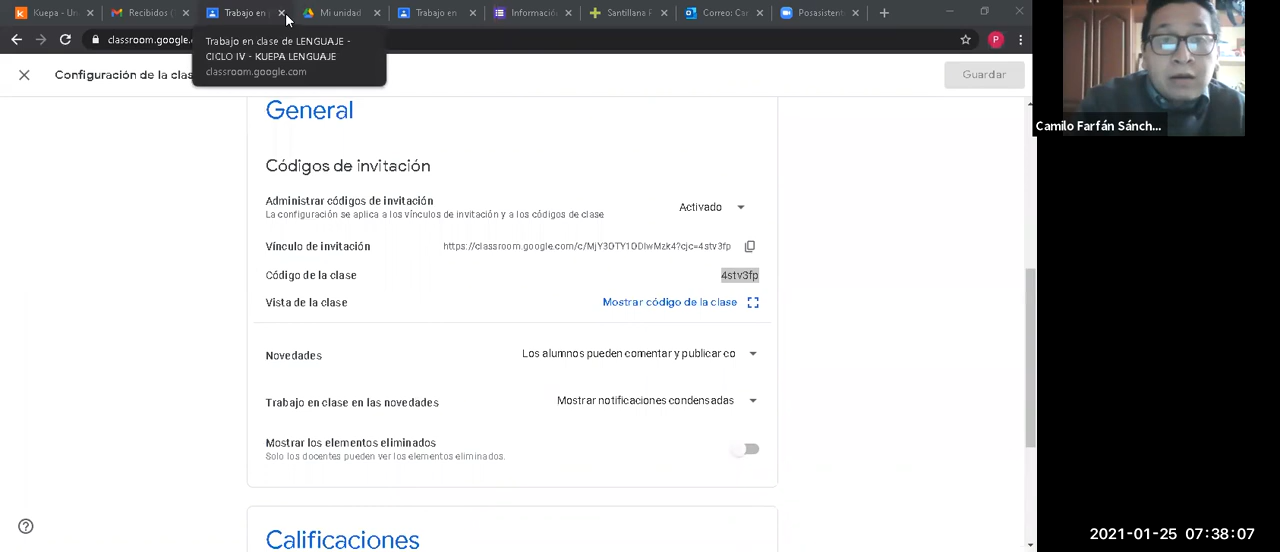 Kuepa - Un
Recibidos (
Trabajo en
Mi unidad
Trabajo en
Informació
Santillana F
Correo: Car
Posasistent
classroom.google.c
P
Trabajo en clase de LENGUAJE -
CICLO IV - KUEPA LENGUAJE
classroom.google.com
Configuración de la clas
Guardar
Camilo Farfán Sánch...
General
Códigos de invitación
Administrar códigos de invitación
La configuración se aplica a los vínculos de invitación y a los códigos de clase
Activado
Vínculo de invitación
https://classroom.google.com/c/MjY3OTY1ODIwMzk4?cjc=4stv3fp
Código de la clase
4stv3fp
Vista de la clase
Mostrar código de la clase
Novedades
Los alumnos pueden comentar y publicar co
Trabajo en clase en las novedades
Mostrar notificaciones condensadas
Mostrar los elementos eliminados
Solo los docentes pueden ver los elementos eliminados.
Calificaciones
2021-01-25 07:38:07